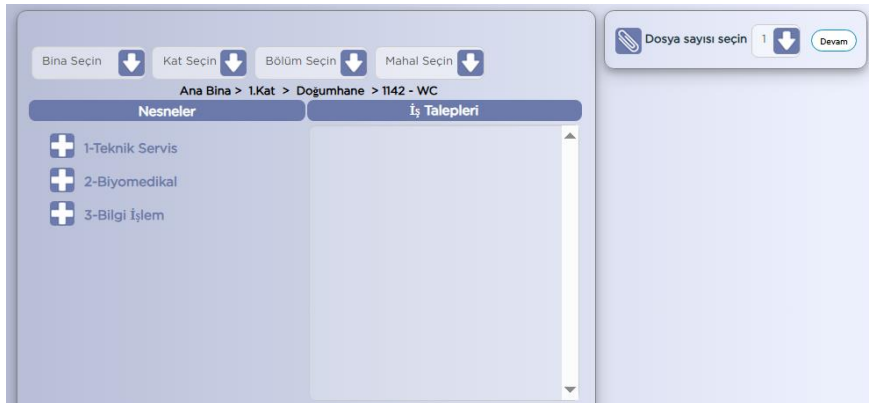 Bina Seçin Kat Seçin Bölüm Seçin Mahal Seçin
Ana Bina > 1.Kat > Doğumhane > 1142 - WC
Nesneler İş Talepleri
1-Teknik Servis
2-Biyomedikal
3-Bilgi İşlem
Dosya sayısı seçin 1 Devam